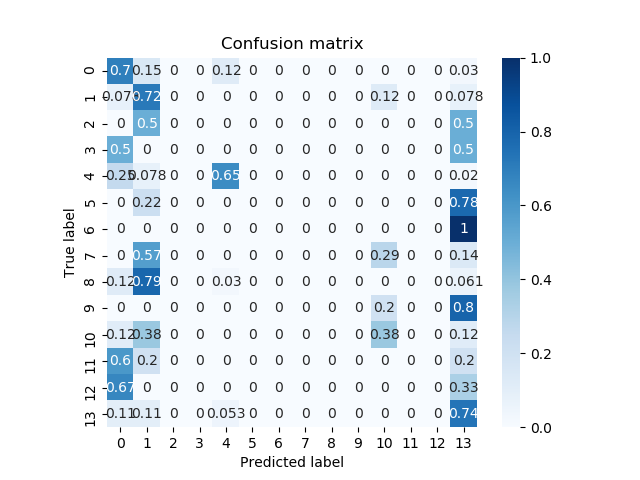 Confusion matrix
0 0.7 0.15 0 0 0.12 0 0 0 0 0 0 0 0 0.03 1.0
1 0.07 0.72 0 0 0 0 0 0 0 0 0.12 0 0 0.078
2 0 0.5 0 0 0 0 0 0 0 0 0 0 0 0.5 0.8
3 0.5 0 0 0 0 0 0 0 0 0 0 0 0 0.5
4 0.25 0.078 0 0 0.65 0 0 0 0 0 0 0 0 0.02
5 0 0.22 0 0 0 0 0 0 0 0 0 0 0 0.78 0.6
6 0 0 0 0 0 0 0 0 0 0 0 0 0 1
True label
7 0 0.57 0 0 0 0 0 0 0 0 0.29 0 0 0.14
8 0.12 0.79 0 0 0.03 0 0 0 0 0 0 0 0 0.061 0.4
9 0 0 0 0 0 0 0 0 0 0 0.2 0 0 0.8
10 0.12 0.38 0 0 0 0 0 0 0 0 0.38 0 0 0.12
11 0.6 0.2 0 0 0 0 0 0 0 0 0 0 0 0.2 0.2
12 0.67 0 0 0 0 0 0 0 0 0 0 0 0 0.33
13 0.11 0.11 0 0 0.053 0 0 0 0 0 0 0 0 0.74 0.0
0 1 2 3 4 5 6 7 8 9 10 11 12 13
Predicted label